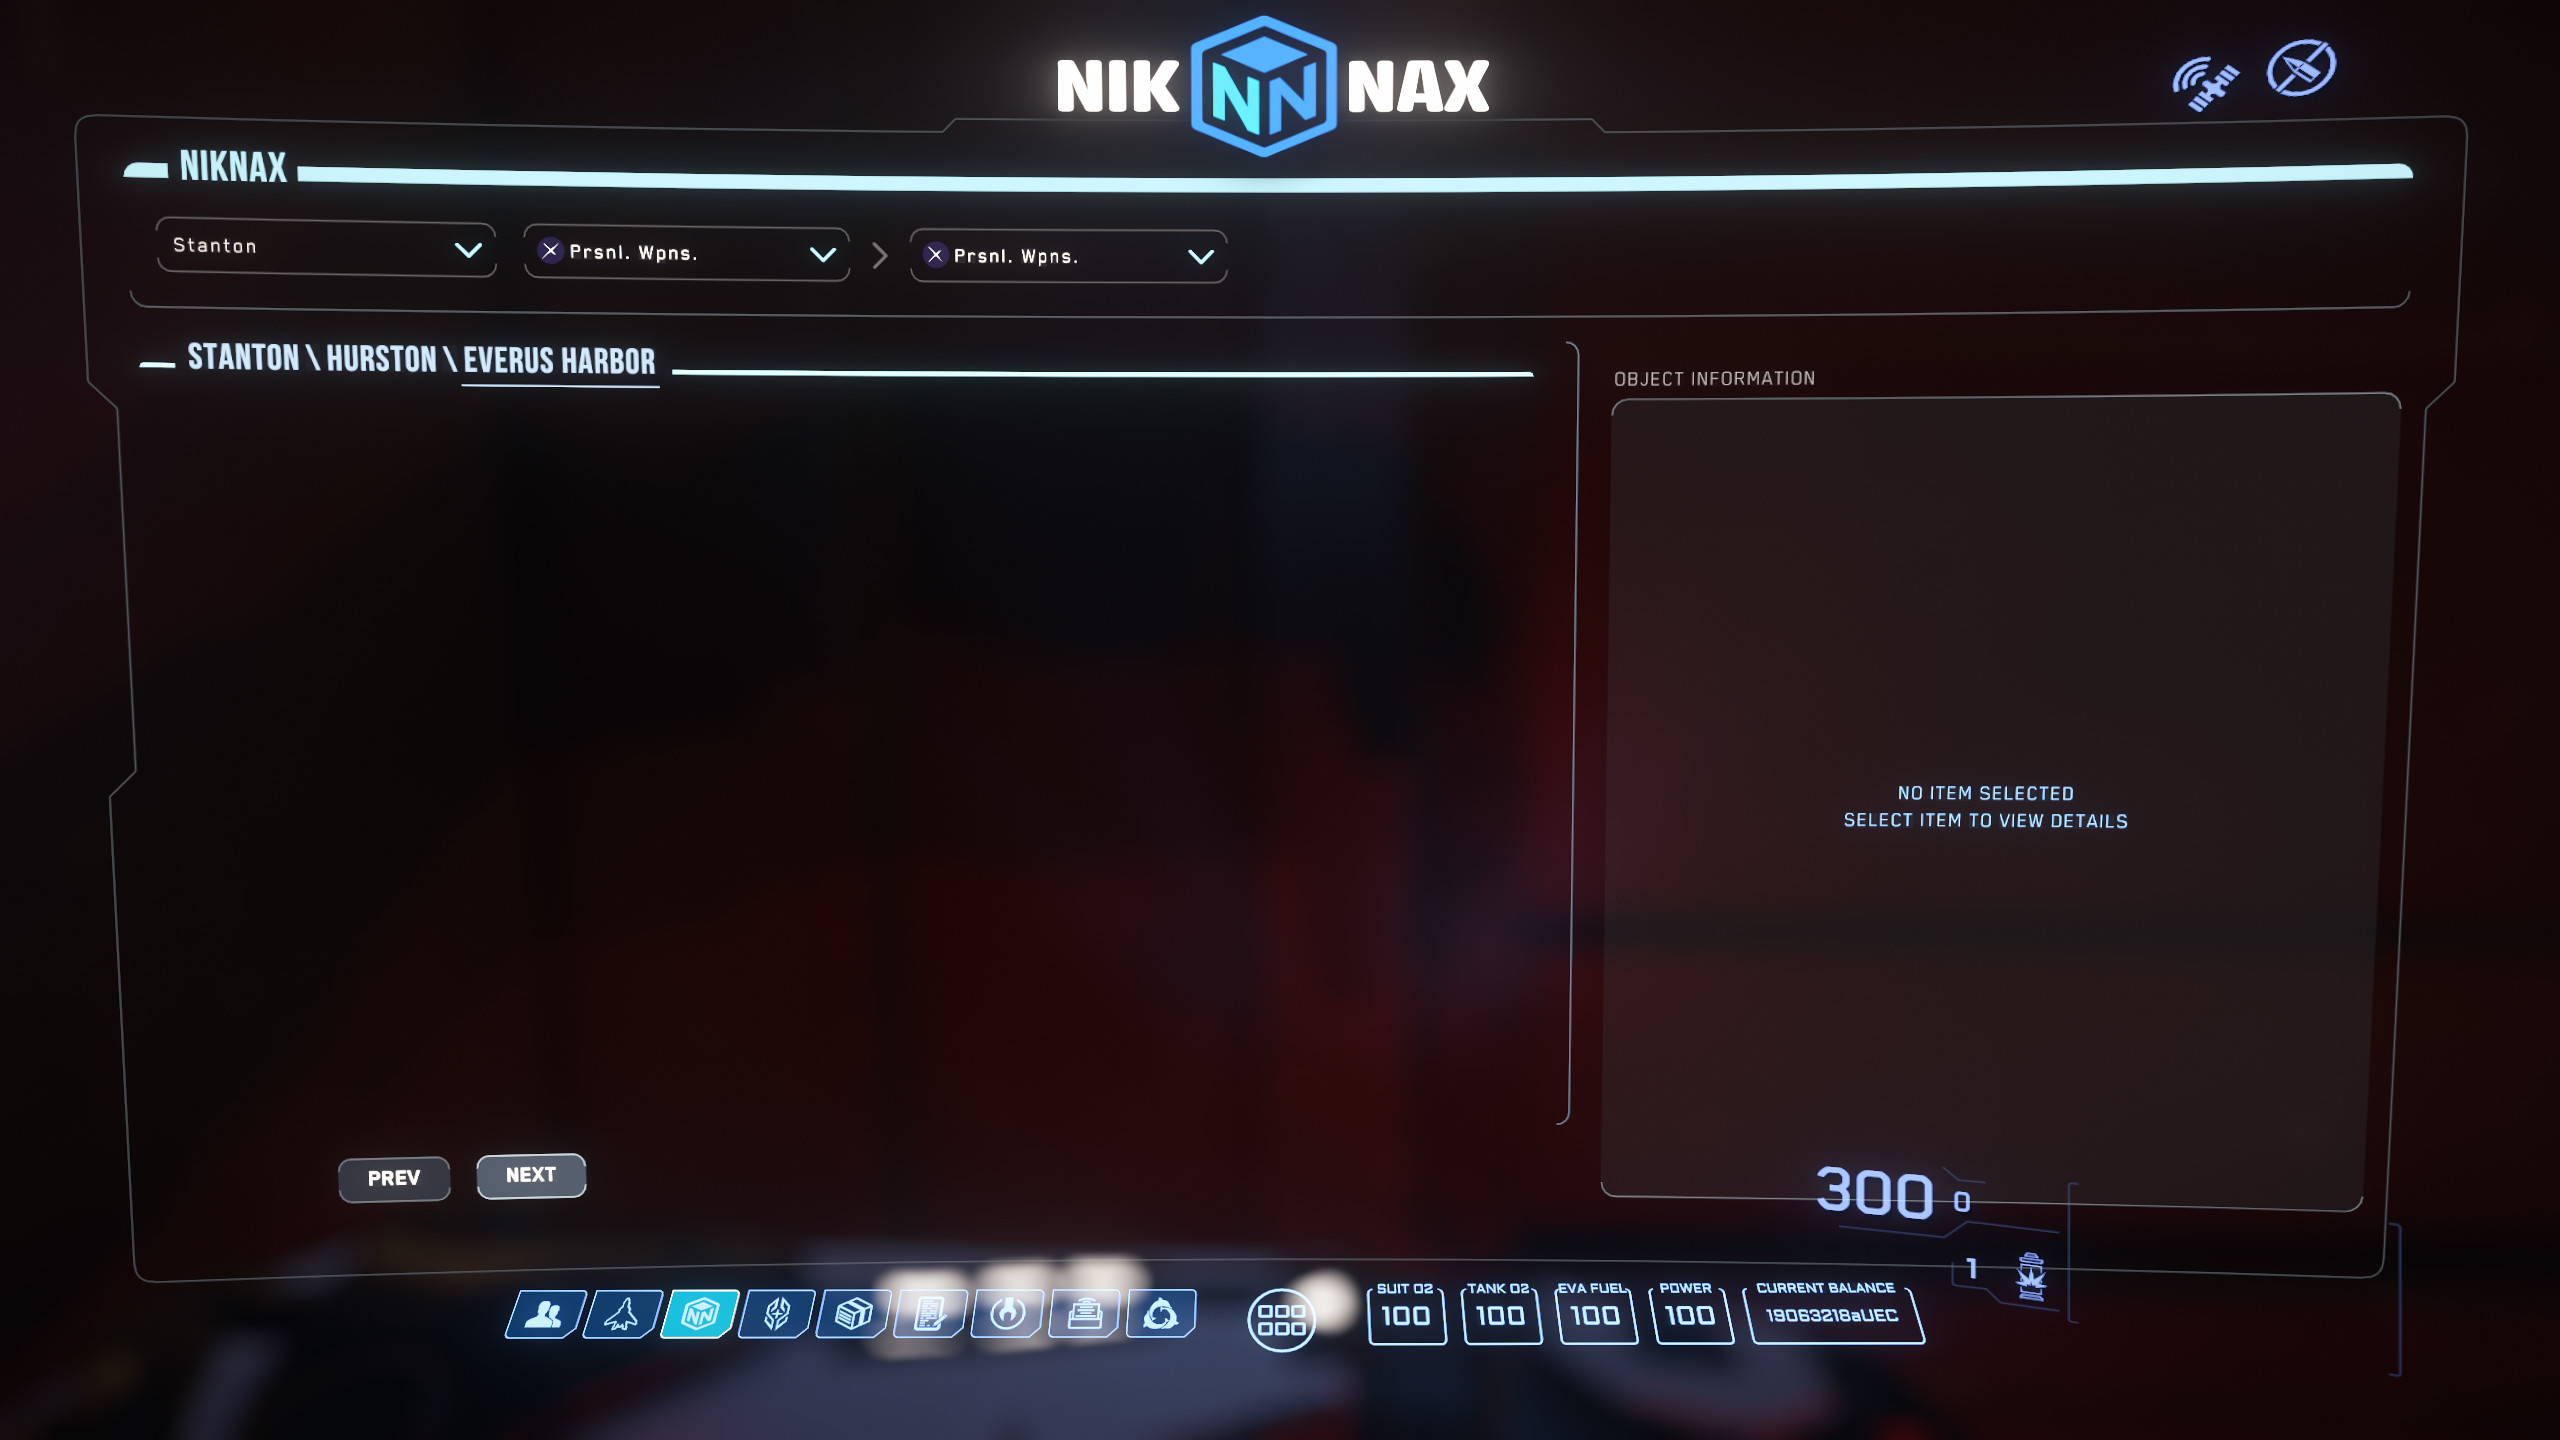 NIK NN NAX
NIKNAX
Stanton
Prsnl. Wpns.
Prsnl. Wpns.
STANTON \ HURSTON \ EVERUS HARBOR
OBJECT INFORMATION
NO ITEM SELECTED
SELECT ITEM TO VIEW DETAILS
PREV
NEXT
300 0
1
NN
SUIT O2
100
TANK O2
100
EVA FUEL
100
POWER
100
CURRENT BALANCE
19063218aUEC